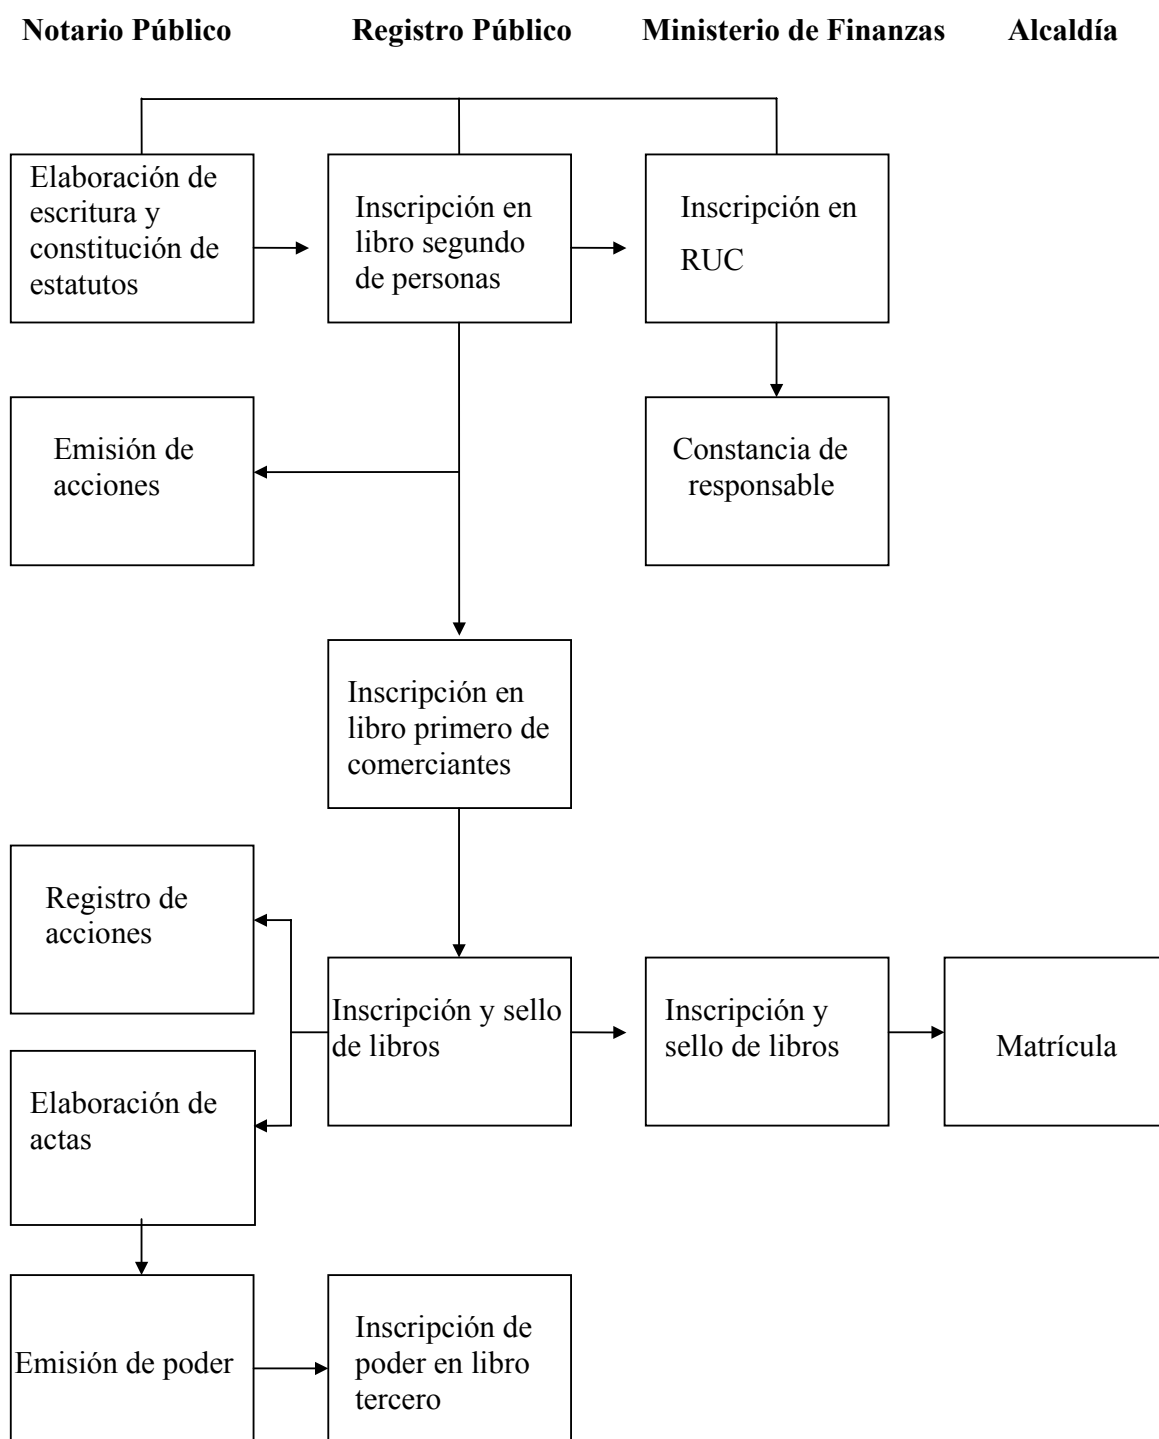 Notario Público
Registro Público
Ministerio de Finanzas
Alcaldía
Elaboración de
escritura y
constitución de
estatutos
Inscripción en
libro segundo
de personas
Inscripción en
RUC
Emisión de
acciones
Constancia de
responsable
Inscripción en
libro primero de
comerciantes
Registro de
acciones
Inscripción y sello
de libros
Inscripción y
sello de libros
Matrícula
Elaboración de
actas
Emisión de poder
Inscripción de
poder en libro
tercero